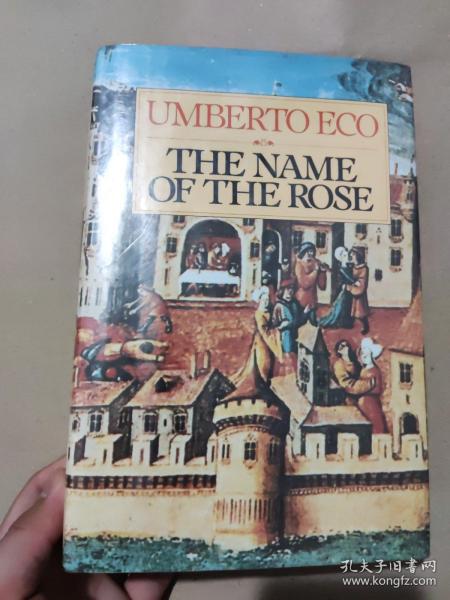 UMBERTO ECO
THE NAME
OF THE ROSE
孔夫子旧书网
www.kongfz.com